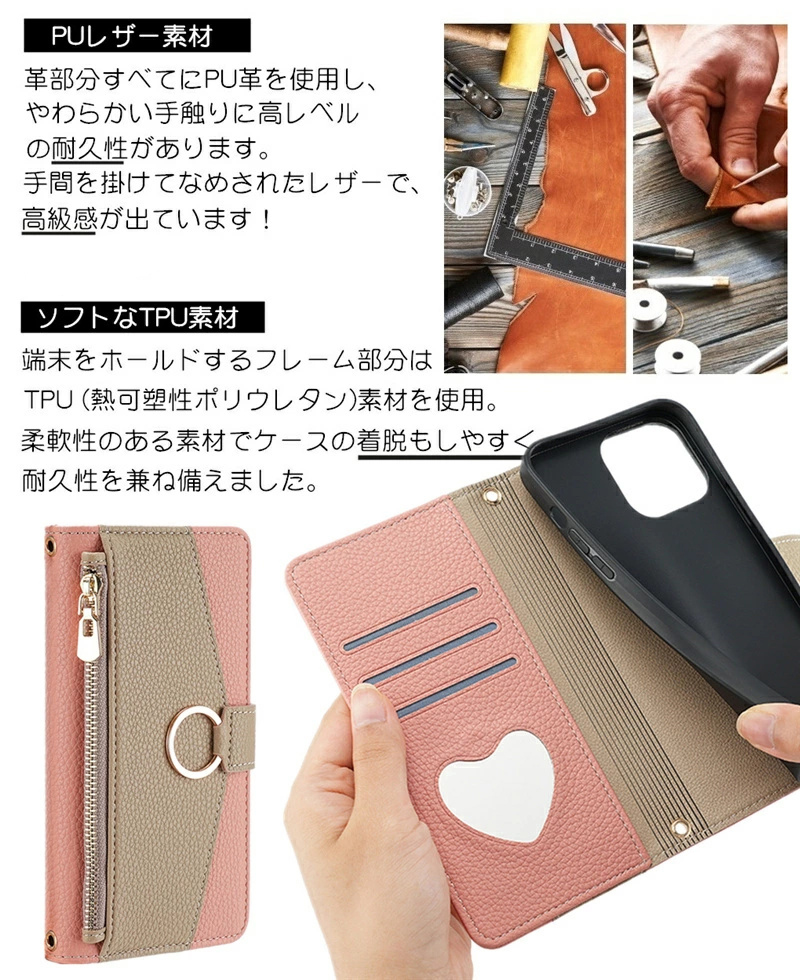 PUレザー素材
革部分すべてにPU革を使用し、
やわらかい手触りに高レベル
の耐久性があります。
手間を掛けてなめされたレザーで、
高級感が出ています！
ソフトなTPU素材
端末をホールドするフレーム部分は
TPU（熱可塑性ポリウレタン）素材を使用。
柔軟性のある素材でケースの着脱もしやすく
耐久性を兼ね備えました。